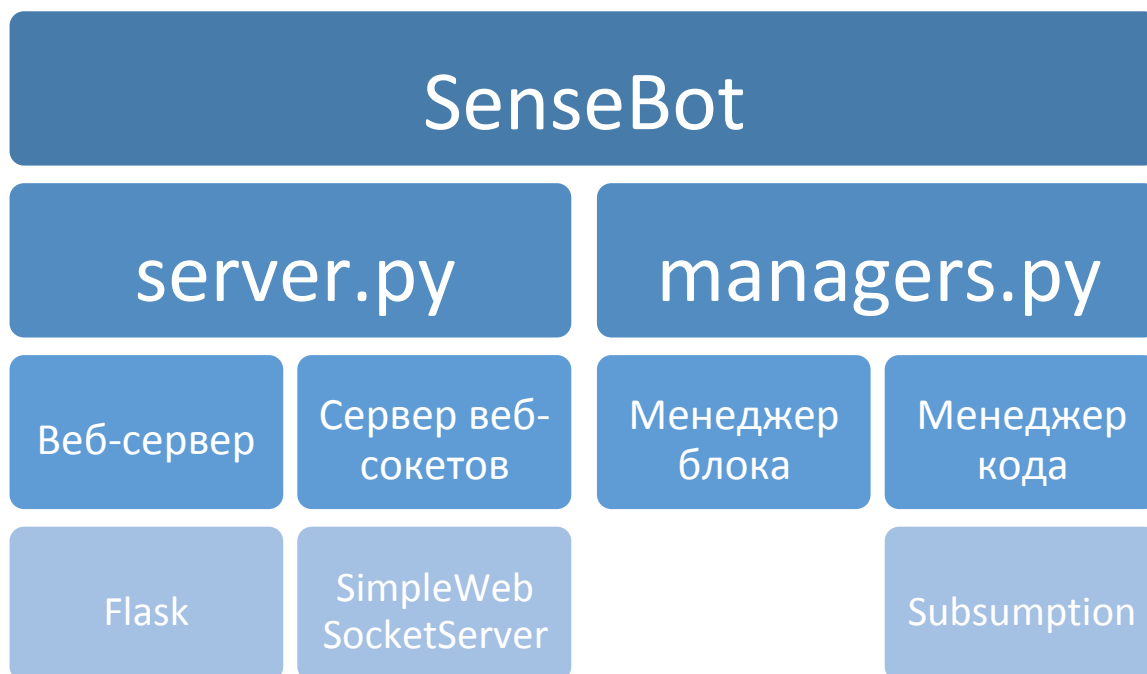 SenseBot
server.py
managers.py
Веб-сервер
Сервер веб-
сокетов
Менеджер
блока
Менеджер
кода
Flask
SimpleWeb
SocketServer
Subsumption